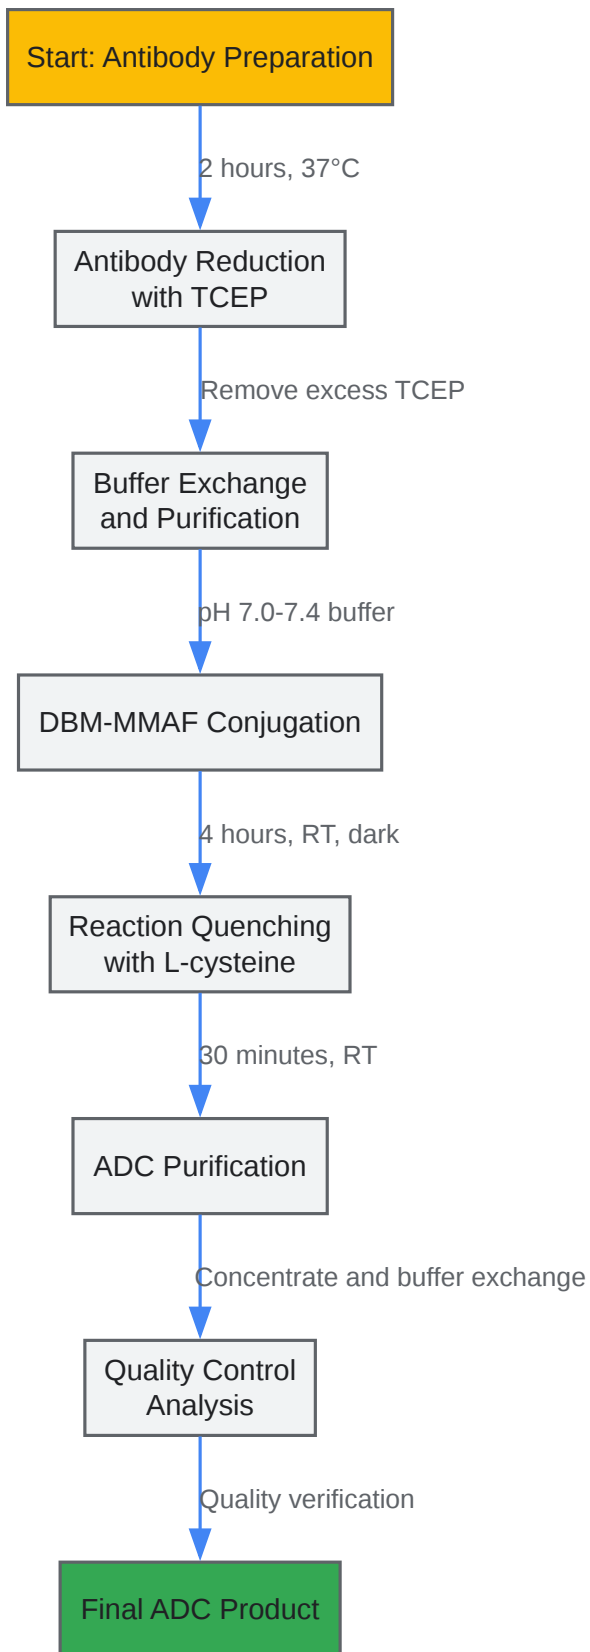 Start: Antibody Preparation
2 hours, 37°C
Antibody Reduction
with TCEP
Remove excess TCEP
Buffer Exchange
and Purification
pH 7.0-7.4 buffer
DBM-MMAF Conjugation
4 hours, RT, dark
Reaction Quenching
with L-cysteine
30 minutes, RT
ADC Purification
Concentrate and buffer exchange
Quality Control
Analysis
Quality verification
Final ADC Product